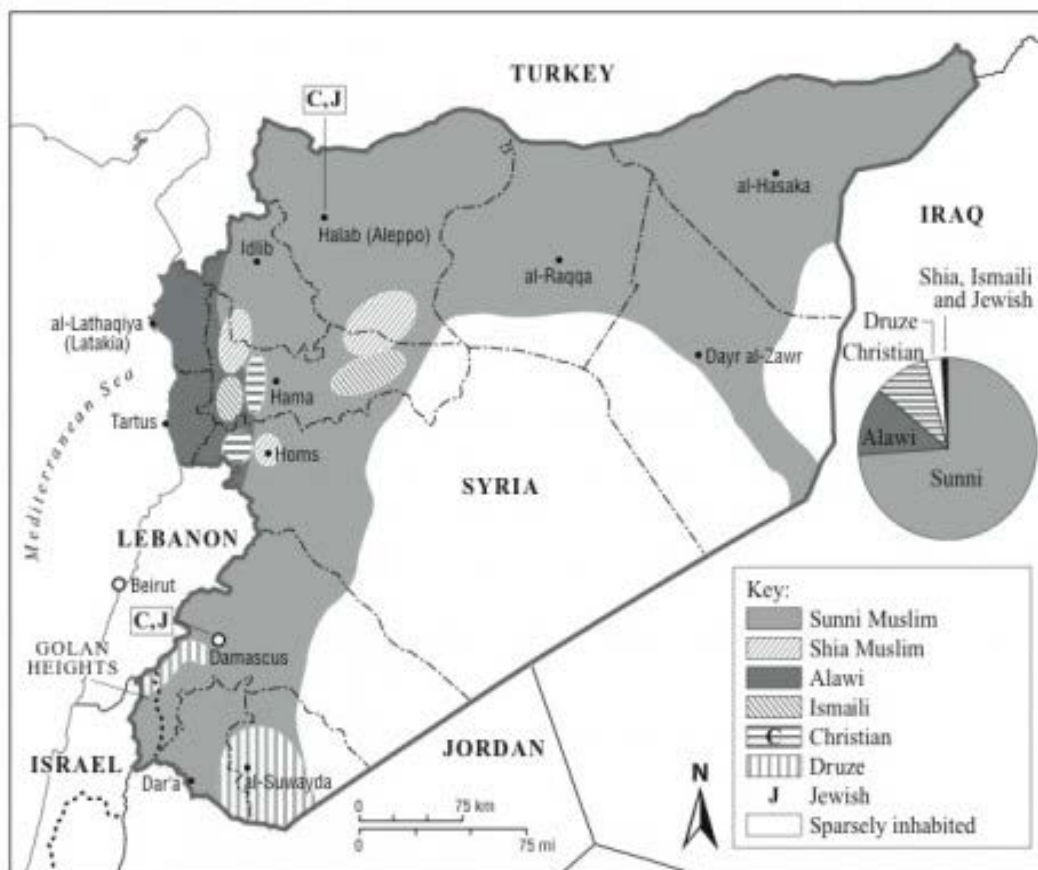 TURKEY
C,J
al-Hasaka
Halab (Aleppo)
IRAQ
Idlib
al-Raqqa
Shia, Ismaili
and Jewish
al-Lathaqiya
(Latakia)
Druze
Christian
Dayr al-Zawr
Hama
Mediterranean Sea
Tartus
Alawi
Homs
Sunni
SYRIA
LEBANON
Beirut
Key:
Sunni Muslim
C,J
Shia Muslim
GOLAN
HEIGHTS
Damascus
Alawi
Ismaili
C
Christian
ISRAEL
JORDAN
Druze
N
Dar'a
al-Suwayda
J
Jewish
0
75 km
Sparsely inhabited
0
75 mi